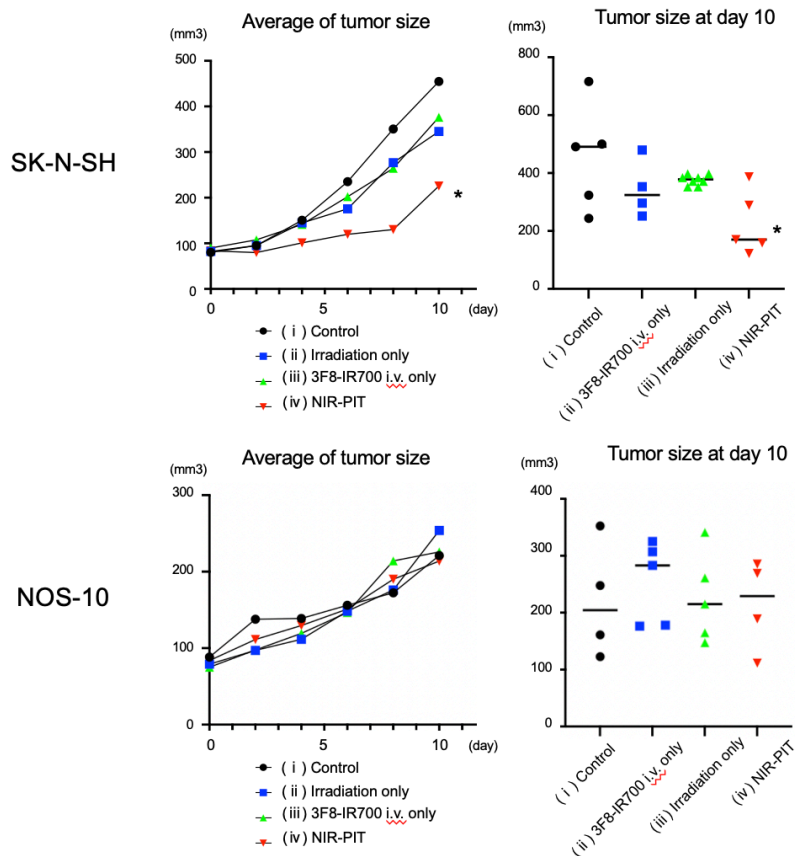 Average of tumor size
(mm3)
500
400
300
200
100
0
0
5
10
(day)
*
( i ) Control
( ii ) Irradiation only
( iii ) 3F8-IR700 i.v. only
( iv ) NIR-PIT
Tumor size at day 10
(mm3)
800
600
400
200
0
*
( i ) Control
( ii ) 3F8-IR700 i.v. only
( iii ) Irradiation only
( iv ) NIR-PIT
SK-N-SH
Average of tumor size
(mm3)
300
200
100
0
0
5
10
(day)
( i ) Control
( ii ) Irradiation only
( iii ) 3F8-IR700 i.v. only
( iv ) NIR-PIT
Tumor size at day 10
(mm3)
400
300
200
100
0
( i ) Control
( ii ) 3F8-IR700 i.v. only
( iii ) Irradiation only
( iv ) NIR-PIT
NOS-10